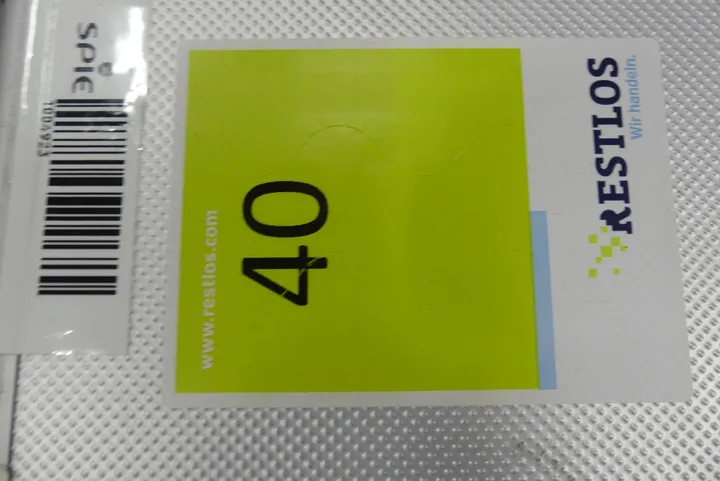 RESTLOS
Wir handeln.
40
www.restlos.com
SPIE